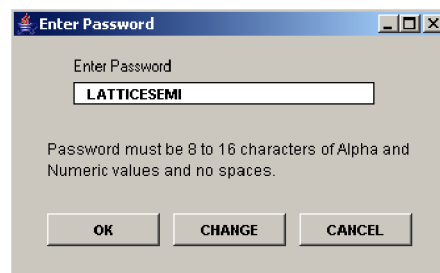 Enter Password
Enter Password
LATTICESEMI
Password must be 8 to 16 characters of Alpha and
Numeric values and no spaces.
OK CHANGE CANCEL